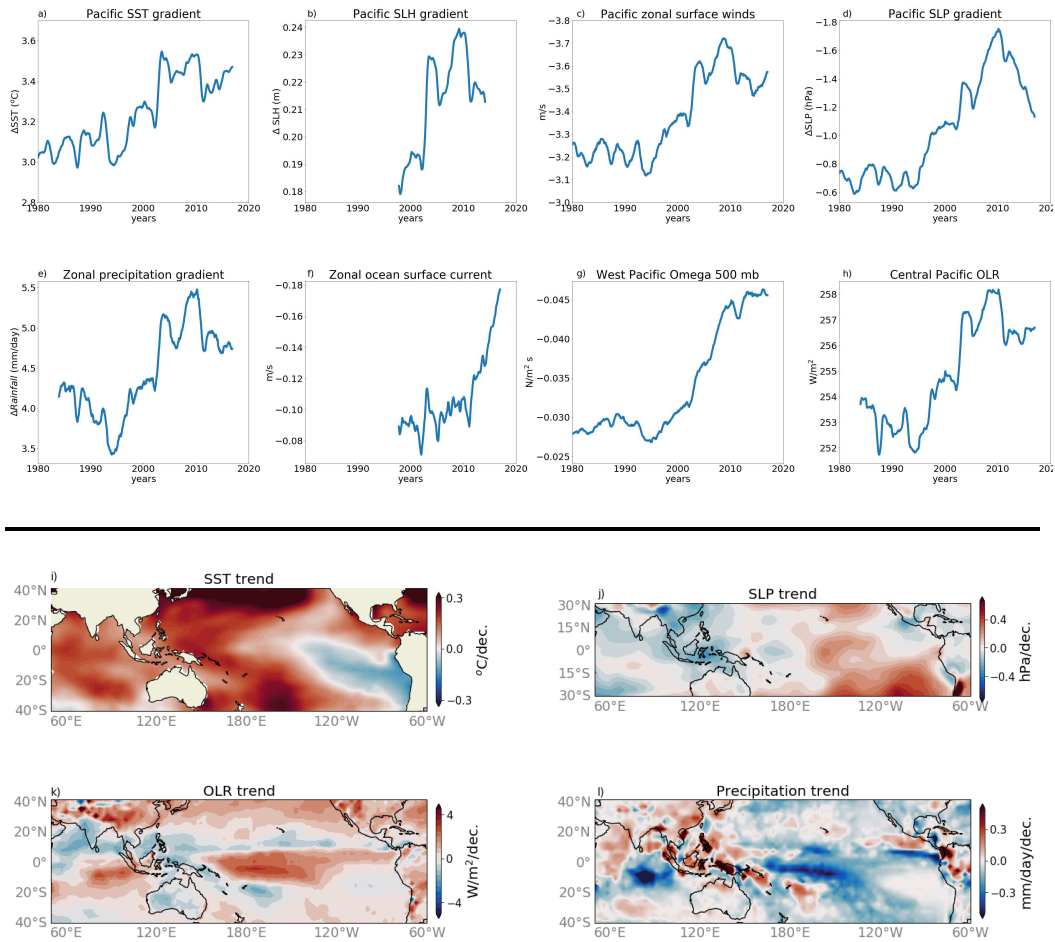 a) Pacific SST gradient
3.6
3.4
3.2
3.0
2.8
ΔSST (⁰C)
1980 1990 2000 2010 2020
years
b) Pacific SLH gradient
0.24
0.23
0.22
0.21
0.20
0.19
0.18
Δ SLH (m)
1980 1990 2000 2010 2020
years
c) Pacific zonal surface winds
−3.8
−3.7
−3.6
−3.5
−3.4
−3.3
−3.2
−3.1
−3.0
m/s
1980 1990 2000 2010 2020
years
d) Pacific SLP gradient
−1.8
−1.6
−1.4
−1.2
−1.0
−0.8
−0.6
ΔSLP (hPa)
1980 1990 2000 2010 202
years
e) Zonal precipitation gradient
5.5
5.0
4.5
4.0
3.5
ΔRainfall (mm/day)
1980 1990 2000 2010 2020
years
f) Zonal ocean surface current
−0.18
−0.16
−0.14
−0.12
−0.10
−0.08
m/s
1980 1990 2000 2010 2020
years
g) West Pacific Omega 500 mb
−0.045
−0.040
−0.035
−0.030
−0.025
N/m² s
1980 1990 2000 2010 2020
years
h) Central Pacific OLR
258
257
256
255
254
253
252
W/m²
1980 1990 2000 2010 202
years
i) SST trend
40°N
20°N
0°
20°S
40°S
60°E 120°E 180°W 120°W 60°W
0.3
0.0
−0.3
⁰C/dec.
j) SLP trend
30°N
15°N
0°
15°S
30°S
60°E 120°E 180°W 120°W 60°W
0.4
0.0
−0.4
hPa/dec.
k) OLR trend
40°N
20°N
0°
20°S
40°S
60°E 120°E 180°W 120°W 60°W
4
0
−4
W/m²/dec.
l) Precipitation trend
40°N
20°N
0°
20°S
40°S
60°E 120°E 180°W 120°W 60°W
0.3
0.0
−0.3
mm/day/dec.